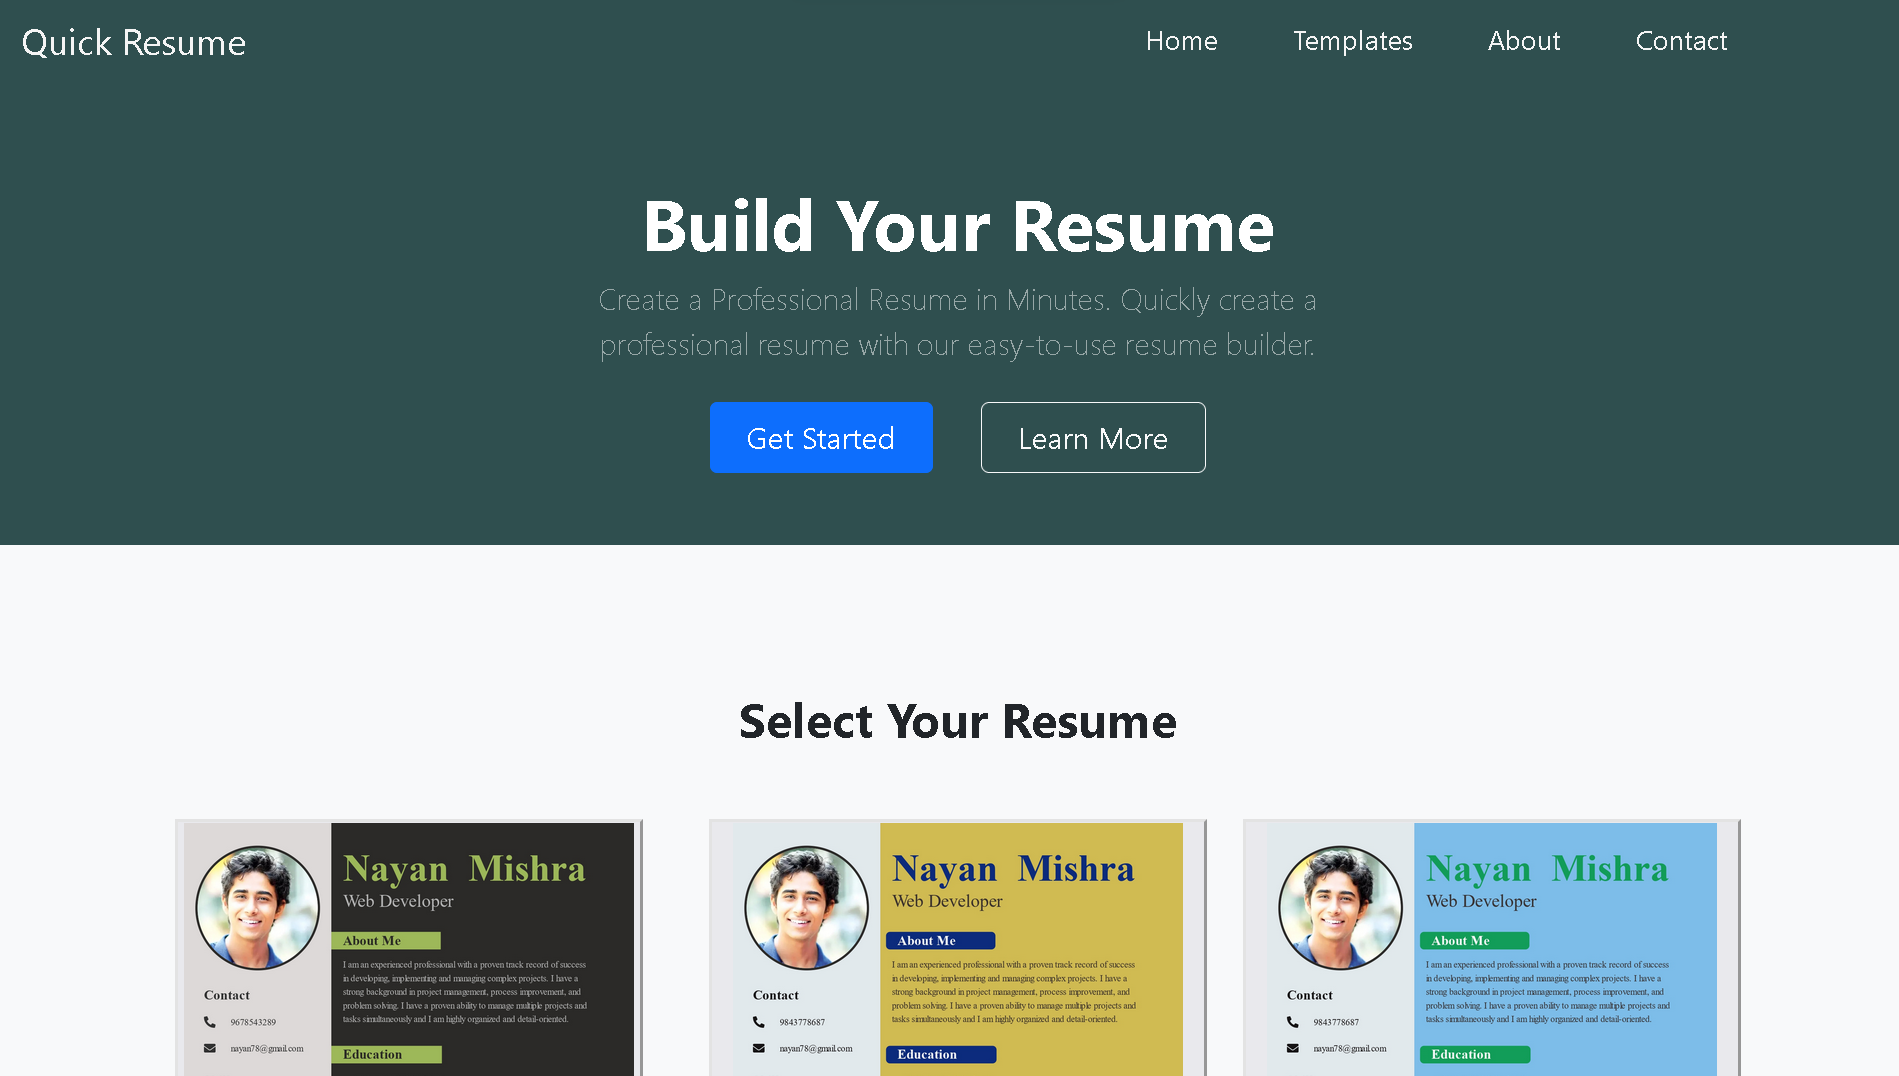 Quick Resume
Home Templates About Contact
Build Your Resume
Create a Professional Resume in Minutes. Quickly create a
professional resume with our easy-to-use resume builder.
Get Started Learn More
Select Your Resume
Nayan Mishra
Web Developer
About Me
I am an experienced professional with a proven track record of success
in developing, implementing and managing complex projects. I have a
strong background in project management, process improvement, and
problem solving. I have a proven ability to manage multiple projects and
tasks simultaneously and I am highly organized and detail-oriented.
Contact
9678543289
nayan78@gmail.com
Education
Nayan Mishra
Web Developer
About Me
I am an experienced professional with a proven track record of success
in developing, implementing and managing complex projects. I have a
strong background in project management, process improvement, and
problem solving. I have a proven ability to manage multiple projects and
tasks simultaneously and I am highly organized and detail-oriented.
Contact
9843778687
nayan78@gmail.com
Education
Nayan Mishra
Web Developer
About Me
I am an experienced professional with a proven track record of success
in developing, implementing and managing complex projects. I have a
strong background in project management, process improvement, and
problem solving. I have a proven ability to manage multiple projects and
tasks simultaneously and I am highly organized and detail-oriented.
Contact
9843778687
nayan78@gmail.com
Education